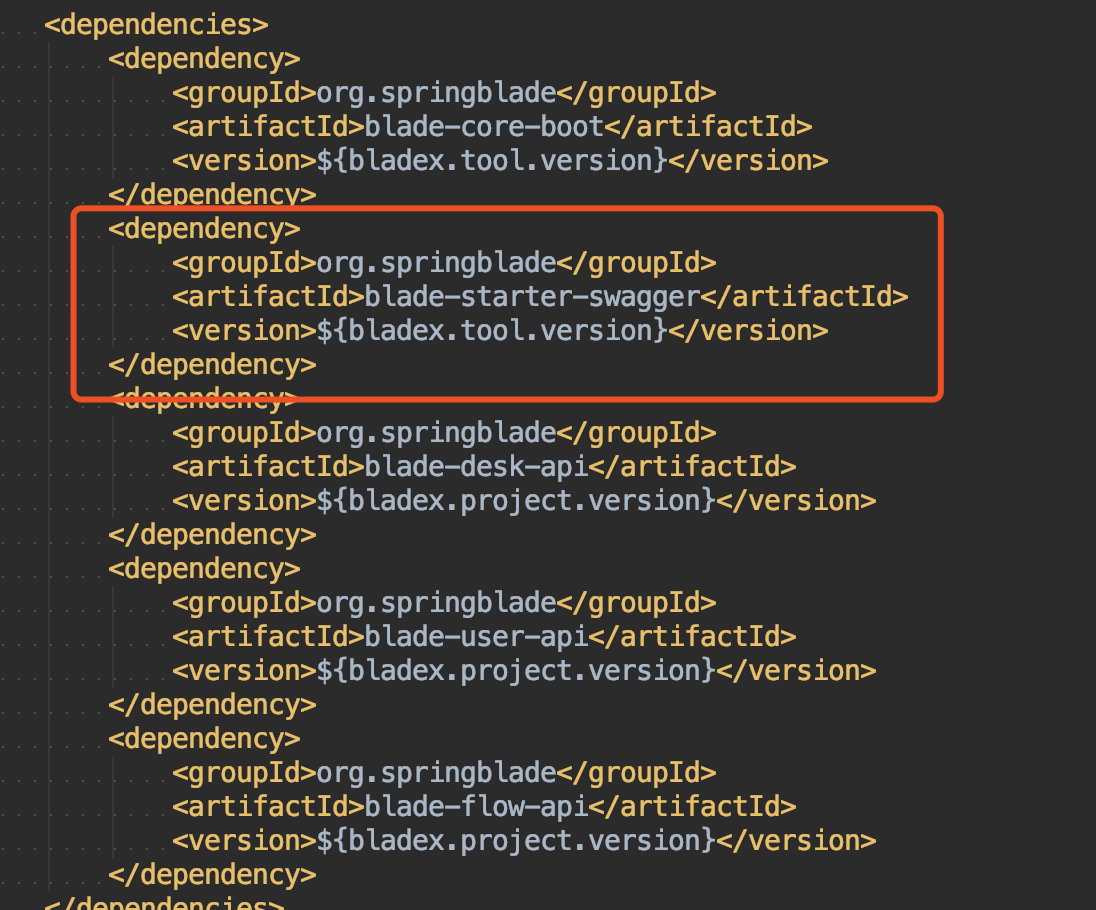 <dependencies>
<dependency>
<groupId>org.springblade</groupId>
<artifactId>blade-core-boot</artifactId>
<version>${bladex.tool.version}</version>
</dependency>
<dependency>
<groupId>org.springblade</groupId>
<artifactId>blade-starter-swagger</artifactId>
<version>${bladex.tool.version}</version>
</dependency>
<dependency>
<groupId>org.springblade</groupId>
<artifactId>blade-desk-api</artifactId>
<version>${bladex.project.version}</version>
</dependency>
<dependency>
<groupId>org.springblade</groupId>
<artifactId>blade-user-api</artifactId>
<version>${bladex.project.version}</version>
</dependency>
<dependency>
<groupId>org.springblade</groupId>
<artifactId>blade-flow-api</artifactId>
<version>${bladex.project.version}</version>
</dependency>
</dependencies>